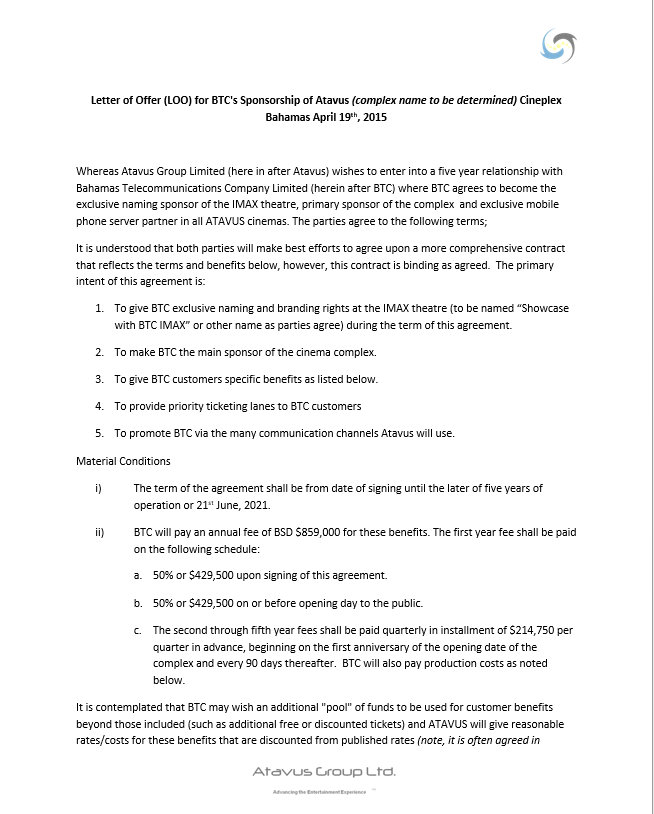 Letter of Offer (LOO) for BTC's Sponsorship of Atavus (complex name to be determined) Cineplex
Bahamas April 19th, 2015
Whereas Atavus Group Limited (here in after Atavus) wishes to enter into a five year relationship with
Bahamas Telecommunications Company Limited (herein after BTC) where BTC agrees to become the
exclusive naming sponsor of the IMAX theatre, primary sponsor of the complex and exclusive mobile
phone server partner in all ATAVUS cinemas. The parties agree to the following terms;
It is understood that both parties will make best efforts to agree upon a more comprehensive contract
that reflects the terms and benefits below, however, this contract is binding as agreed. The primary
intent of this agreement is:
1. To give BTC exclusive naming and branding rights at the IMAX theatre (to be named “Showcase
with BTC IMAX” or other name as parties agree) during the term of this agreement.
2. To make BTC the main sponsor of the cinema complex.
3. To give BTC customers specific benefits as listed below.
4. To provide priority ticketing lanes to BTC customers
5. To promote BTC via the many communication channels Atavus will use.
Material Conditions
i) The term of the agreement shall be from date of signing until the later of five years of
operation or 21st June, 2021.
ii) BTC will pay an annual fee of BSD $859,000 for these benefits. The first year fee shall be paid
on the following schedule:
a. 50% or $429,500 upon signing of this agreement.
b. 50% or $429,500 on or before opening day to the public.
c. The second through fifth year fees shall be paid quarterly in installment of $214,750 per
quarter in advance, beginning on the first anniversary of the opening date of the
complex and every 90 days thereafter. BTC will also pay production costs as noted
below.
It is contemplated that BTC may wish an additional "pool" of funds to be used for customer benefits
beyond those included (such as additional free or discounted tickets) and ATAVUS will give reasonable
rates/costs for these benefits that are discounted from published rates (note, it is often agreed in
Atavus Group Ltd.
Advancing the Entertainment Experience